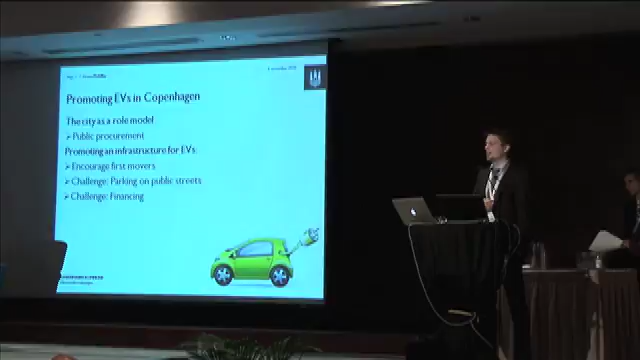 Promoting EVs in Copenhagen
The city as a role model
➢ Public procurement
Promoting an infrastructure for EVs:
➢ Encourage first movers
➢ Challenge: Parking on public streets
➢ Challenge: Financing